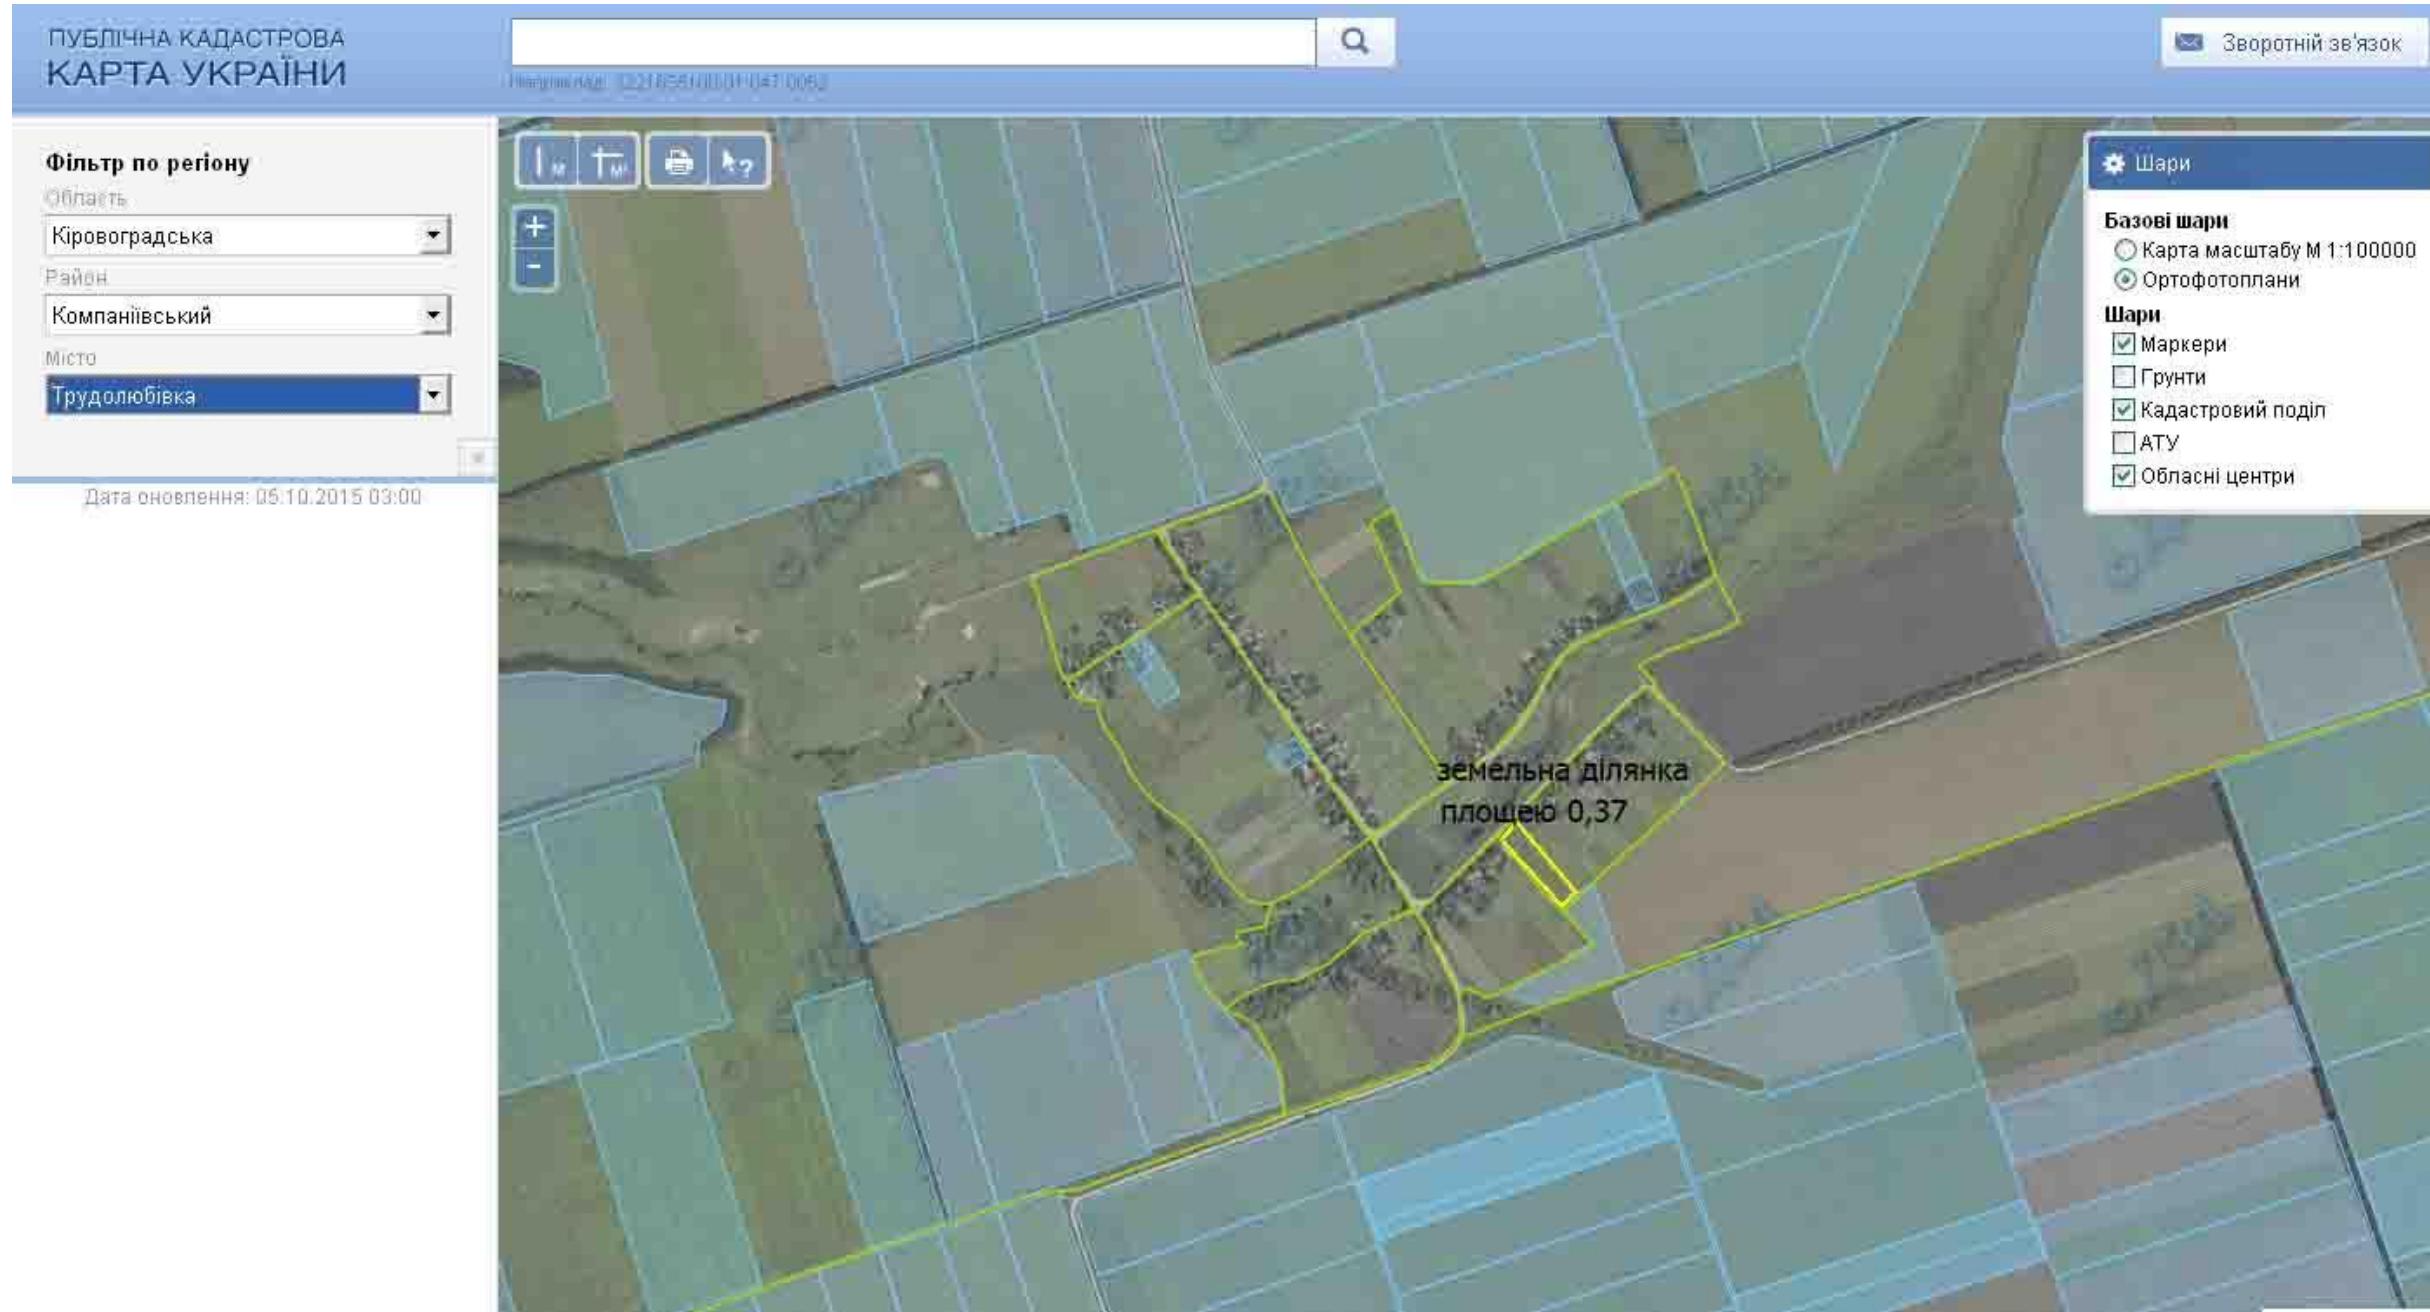 ПУБЛІЧНА КАДАСТРОВА
КАРТА УКРАЇНИ
Зворотній зв'язок
Фільтр по регіону
Область
Кіровоградська
Район
Компаніївський
Місто
Трудолюбівка
Дата оновлення: 05.10.2015 03:00
м
м²
?
+
-
земельна ділянка
площею 0,37
Шари
Базові шари
Карта масштабу М 1:100000
Ортофотоплани
Шари
Маркери
Грунти
Кадастровий поділ
АТУ
Обласні центри